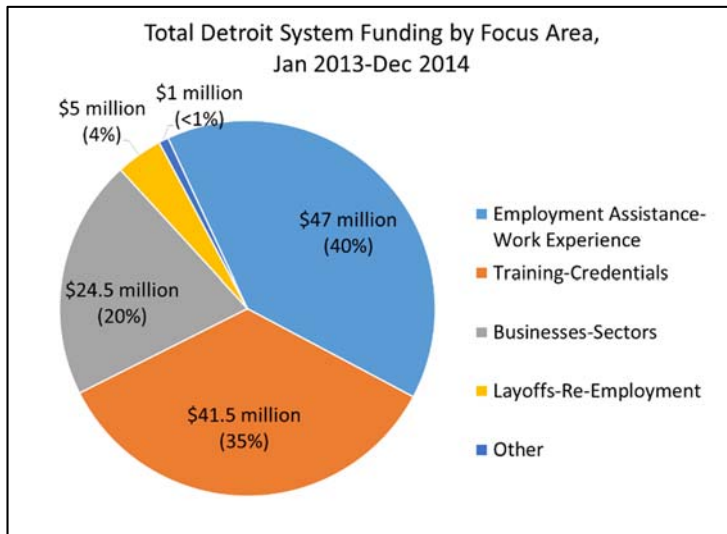 Total Detroit System Funding by Focus Area,
Jan 2013-Dec 2014
$1 million
(<1%)
$5 million
(4%)
$47 million
(40%)
$24.5 million
(20%)
$41.5 million
(35%)
Employment Assistance-
Work Experience
Training-Credentials
Businesses-Sectors
Layoffs-Re-Employment
Other